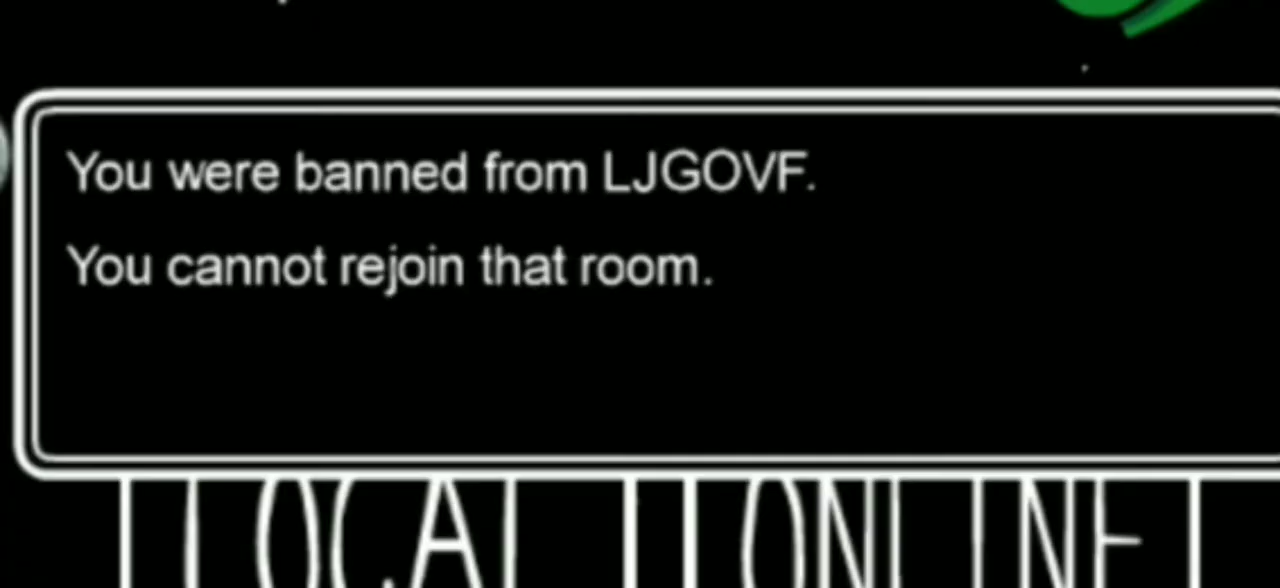 You were banned from LJGOVF.
You cannot rejoin that room.
LOCAL ONLINE